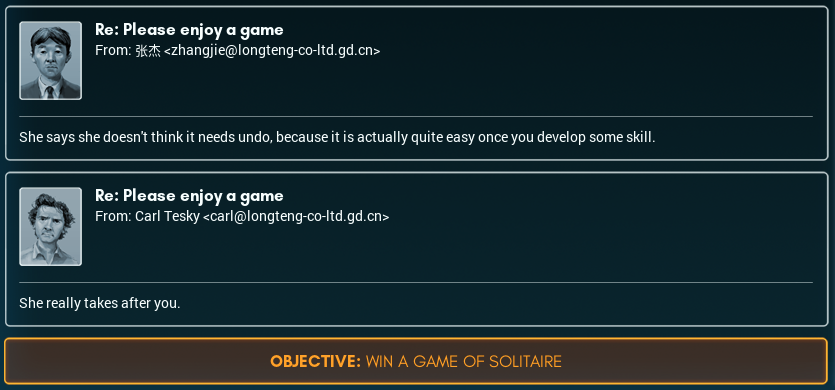 Re: Please enjoy a game
From: 张杰 <zhangjie@longteng-co-ltd.gd.cn>
She says she doesn't think it needs undo, because it is actually quite easy once you develop some skill.
Re: Please enjoy a game
From: Carl Tesky <carl@longteng-co-ltd.gd.cn>
She really takes after you.
OBJECTIVE: WIN A GAME OF SOLITAIRE